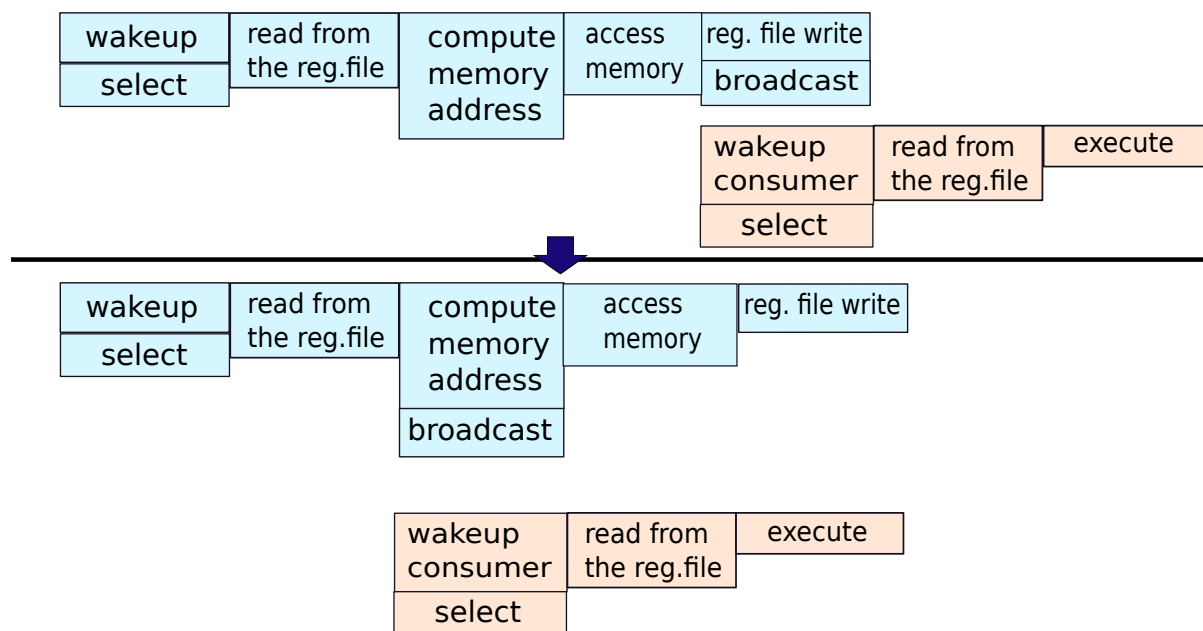 wakeup
select
read from
the reg.file
compute
memory
address
access
memory
reg. file write
broadcast
wakeup
consumer
select
read from
the reg.file
execute
wakeup
select
read from
the reg.file
compute
memory
address
broadcast
access
memory
reg. file write
wakeup
consumer
select
read from
the reg.file
execute